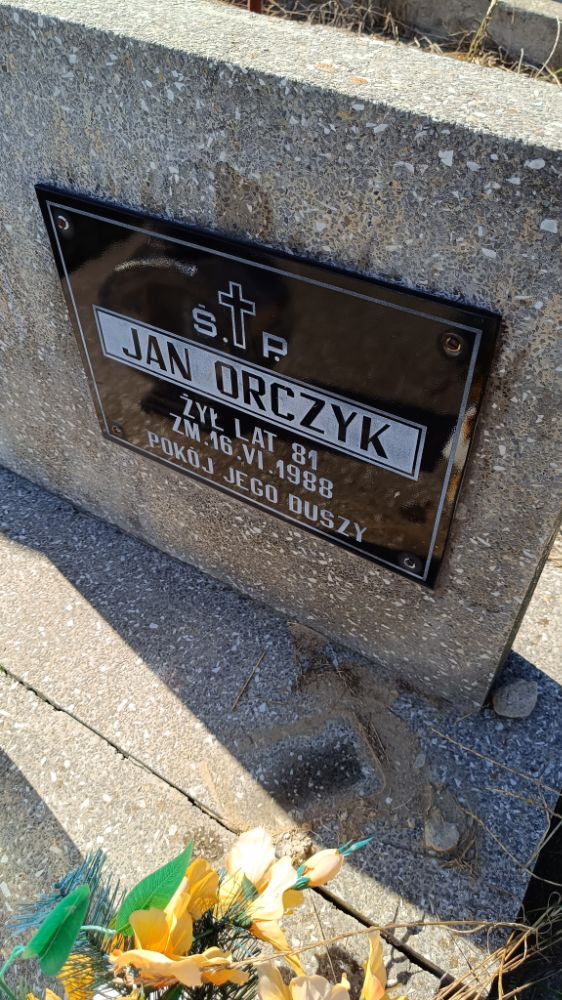 Ś. P.
JAN ORCZYK
ŻYŁ LAT 81
ZM. 16.VI.1988
POKÓJ JEGO DUSZY